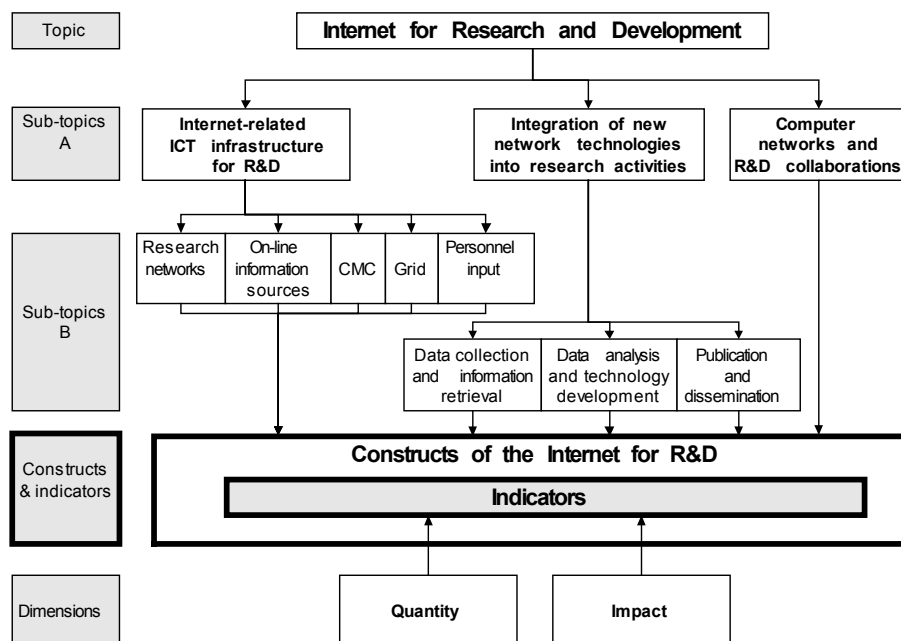 Topic
Internet for Research and Development
Sub-topics
A
Internet-related
ICT infrastructure
for R&D
Integration of new
network technologies
into research activities
Computer
networks and
R&D collaborations
Sub-topics
B
Research
networks
On-line
information
sources
CMC
Grid
Personnel
input
Data collection
and information
retrieval
Data analysis
and technology
development
Publication
and
dissemination
Constructs
& indicators
Constructs of the Internet for R&D
Indicators
Dimensions
Quantity
Impact